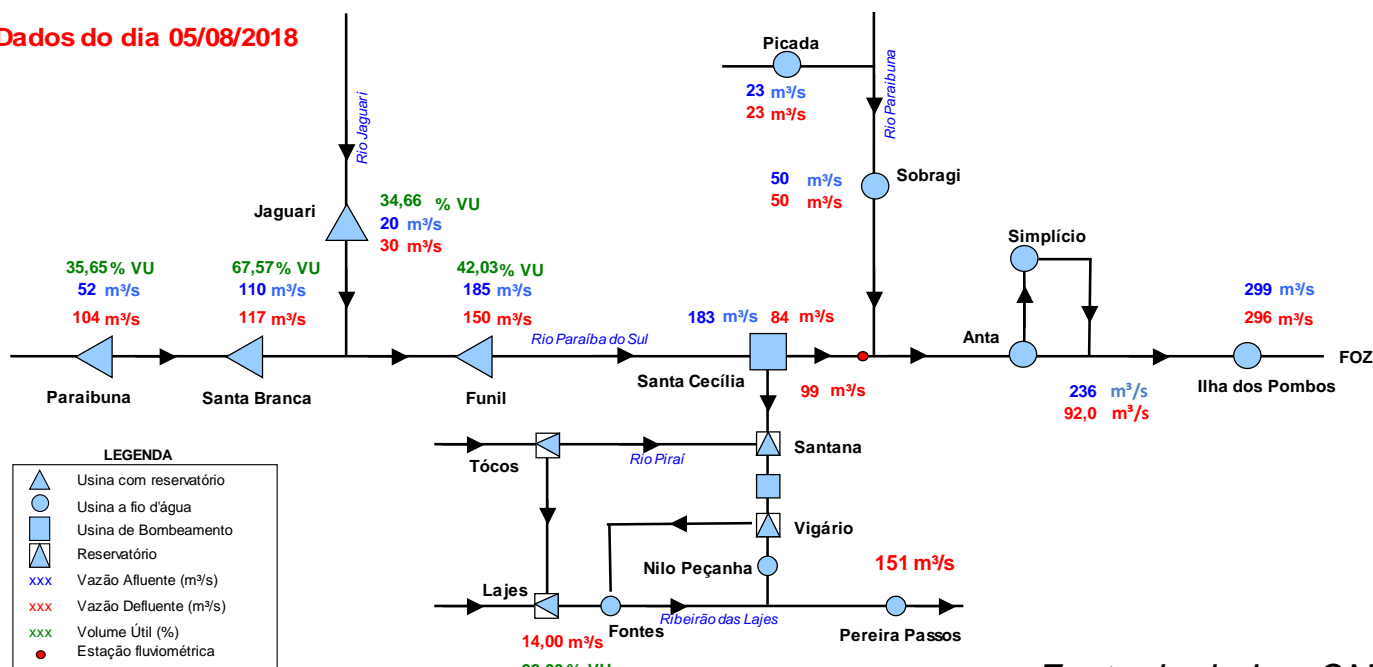 Dados do dia 05/08/2018
Rio Jaguari
Jaguari
34,66 % VU
20 m³/s
30 m³/s
Picada
23 m³/s
23 m³/s
Rio Paraibuna
50 m³/s
50 m³/s
Sobragi
Simplício
35,65% VU
52 m³/s
104 m³/s
67,57% VU
110 m³/s
117 m³/s
42,03% VU
185 m³/s
150 m³/s
183 m³/s 84 m³/s
299 m³/s
296 m³/s
Rio Paraíba do Sul
Anta
FOZ
Paraibuna
Santa Branca
Funil
Santa Cecília
99 m³/s
236 m³/s
92,0 m³/s
Ilha dos Pombos
Tócos
Rio Piraí
Santana
Vigário
Nilo Peçanha
151 m³/s
Lajes
Fontes
Ribeirão das Lajes
Pereira Passos
14,00 m³/s
% VU
LEGENDA
Usina com reservatório
Usina a fio d'água
Usina de Bombeamento
Reservatório
xxx Vazão Afluente (m³/s)
xxx Vazão Defluente (m³/s)
xxx Volume Útil (%)
Estação fluviométrica